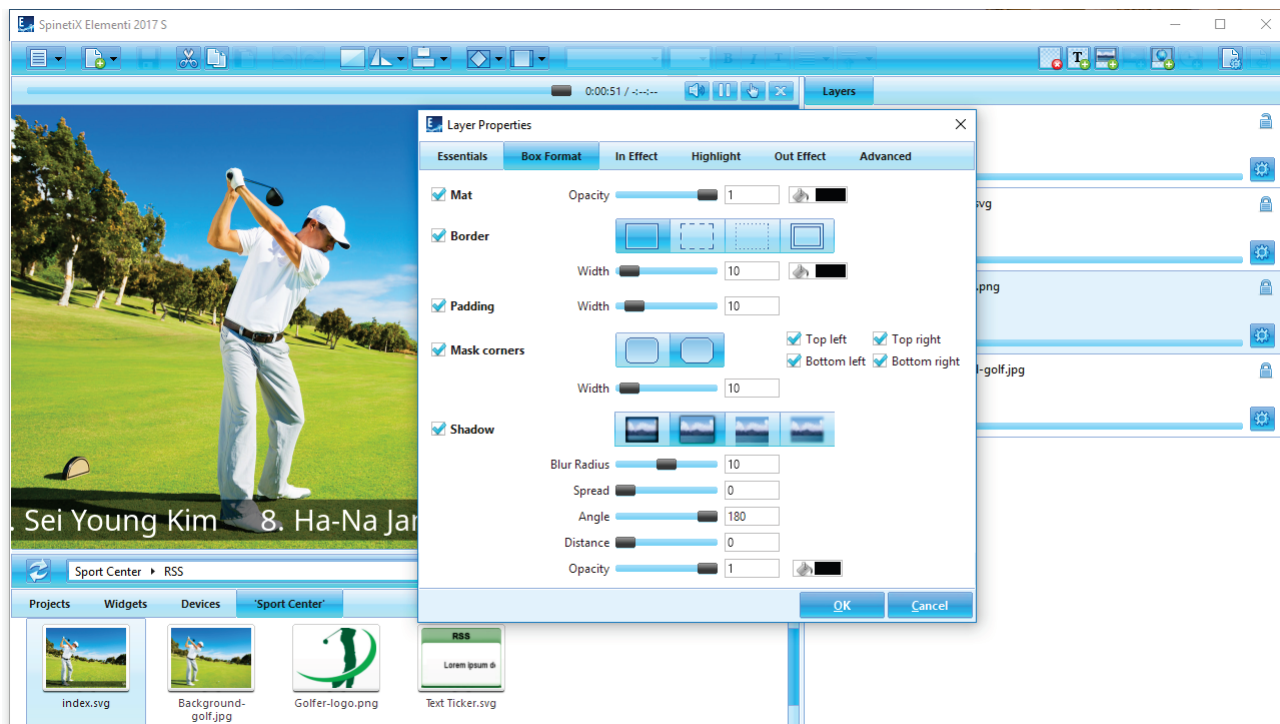 SpinetiX Elementi 2017 S
B I T
0:00:51 / -:--:--
Layers
Layer Properties
Essentials Box Format In Effect Highlight Out Effect Advanced
Mat Opacity 1
Border
Width 10
Padding Width 10
Mask corners Top left Top right
Bottom left Bottom right
Width 10
Shadow
Blur Radius 10
Spread 0
Angle 180
Distance 0
Opacity 1
OK Cancel
svg
.png
-golf.jpg
. Sei Young Kim 8. Ha-Na Jan
Sport Center RSS
Projects Widgets Devices 'Sport Center'
RSS
Lorem ipsum d
index.svg
Background-golf.jpg
Golfer-logo.png
Text Ticker.svg